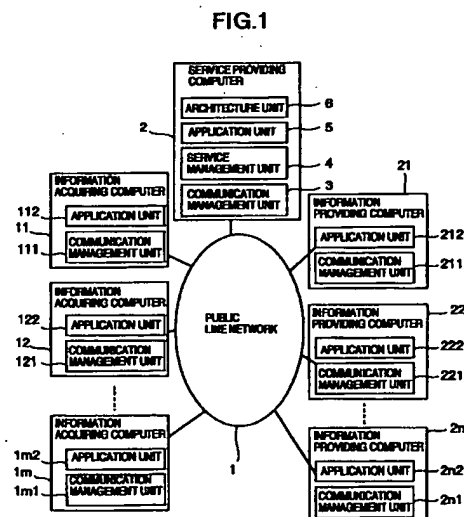 FIG.1
SERVICE PROVIDING
COMPUTER
ARCHITECTURE UNIT
6
2
APPLICATION UNIT
5
SERVICE
MANAGEMENT UNIT
4
COMMUNICATION
MANAGEMENT UNIT
3
INFORMATION
ACQUIRING COMPUTER
112
APPLICATION UNIT
11
COMMUNICATION
MANAGEMENT UNIT
111
INFORMATION
ACQUIRING COMPUTER
122
APPLICATION UNIT
12
COMMUNICATION
MANAGEMENT UNIT
121
INFORMATION
ACQUIRING COMPUTER
1m2
APPLICATION UNIT
1m
COMMUNICATION
MANAGEMENT UNIT
1m1
PUBLIC
LINE NETWORK
1
21
INFORMATION
PROVIDING COMPUTER
APPLICATION UNIT
212
COMMUNICATION
MANAGEMENT UNIT
211
22
INFORMATION
PROVIDING COMPUTER
APPLICATION UNIT
222
COMMUNICATION
MANAGEMENT UNIT
221
2n
INFORMATION
PROVIDING COMPUTER
APPLICATION UNIT
2n2
COMMUNICATION
MANAGEMENT UNIT
2n1